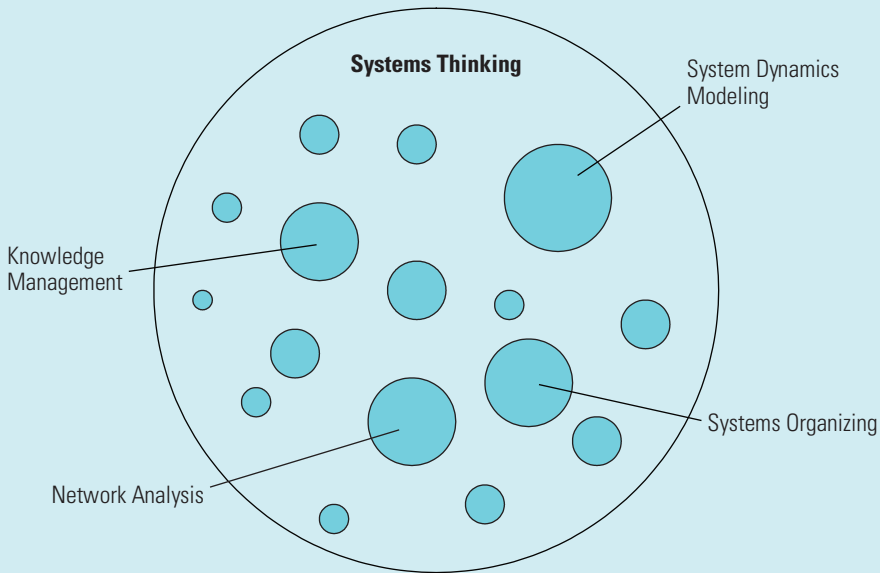 Systems Thinking
System Dynamics
Modeling
Knowledge
Management
Systems Organizing
Network Analysis